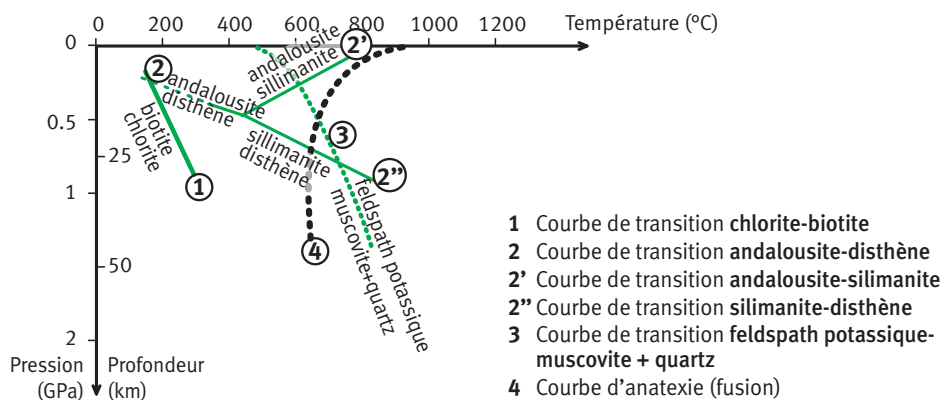 0 200 400 600 800 1000 1200 Température (°C)
0
0.5
25
1
50
2
Pression (GPa)
Profondeur (km)
2
2'
3
2’’
1
4
andalousite
sillimanite
andalousite
disthène
biotite
chlorite
sillimanite
disthène
feldspath potassique
muscovite+quartz
1 Courbe de transition chlorite-biotite
2 Courbe de transition andalousite-disthène
2' Courbe de transition andalousite-silimanite
2’’ Courbe de transition silimanite-disthène
3 Courbe de transition feldspath potassique-
muscovite + quartz
4 Courbe d’anatexie (fusion)